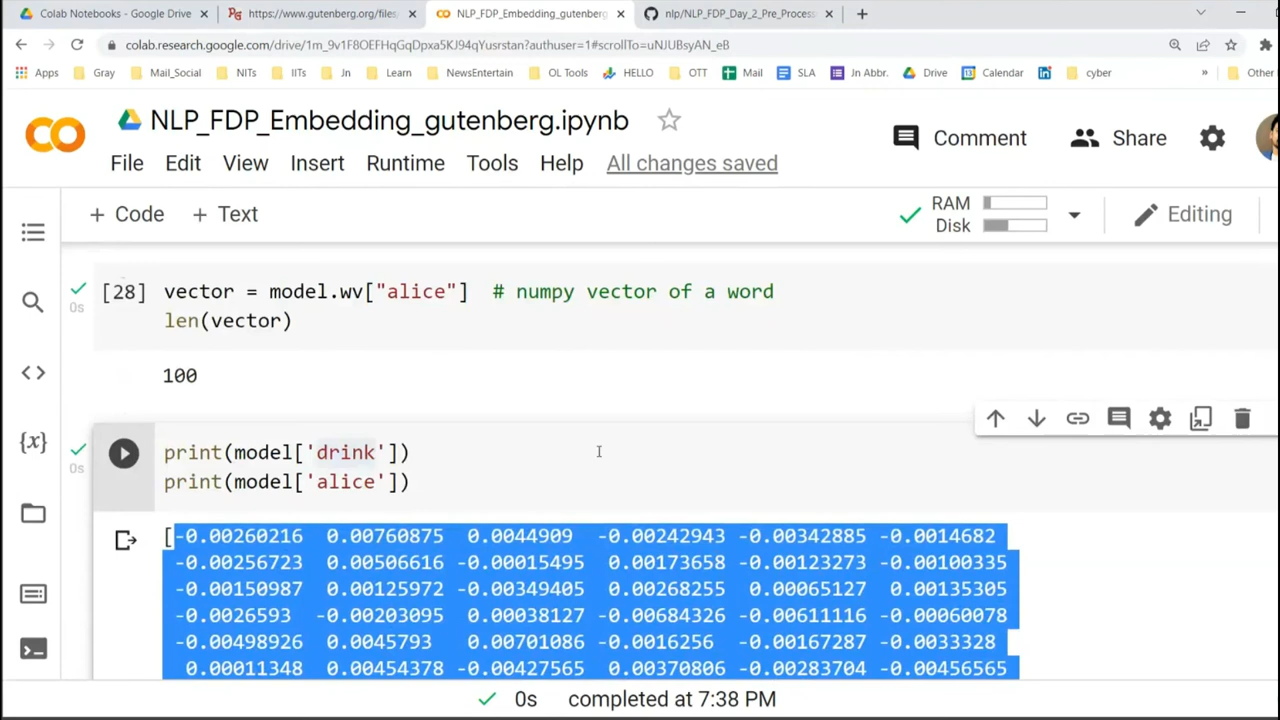 Colab Notebooks - Google Drive
https://www.gutenberg.org/files
NLP_FDP_Embedding_gutenberg
nlp/NLP_FDP_Day_2_Pre_Process
colab.research.google.com/drive/1m_9v1F8OEFHqGqDpxa5KJ94qYusrstan?authuser=1#scrollTo=uNJUBsyAN_eB
Apps Gray Mail_Social NITs IITs Jn Learn NewsEntertain OL Tools HELLO OTT Mail SLA Jn Abbr. Drive Calendar cyber » Other
CO NLP_FDP_Embedding_gutenberg.ipynb
Comment Share
File Edit View Insert Runtime Tools Help All changes saved
+ Code + Text
RAM
Disk
Editing
[28] vector = model.wv["alice"] # numpy vector of a word
0s
len(vector)
100
print(model['drink'])
0s
print(model['alice'])
[-0.00260216 0.00760875 0.0044909 -0.00242943 -0.00342885 -0.0014682
-0.00256723 0.00506616 -0.00015495 0.00173658 -0.00123273 -0.00100335
-0.00150987 0.00125972 -0.00349405 0.00268255 0.00065127 0.00135305
-0.0026593 -0.00203095 0.00038127 -0.00684326 -0.00611116 -0.00060078
-0.00498926 0.0045793 0.00701086 -0.0016256 -0.00167287 -0.0033328
0.00011348 0.00454378 -0.00427565 0.00370806 -0.00283704 -0.00456565
{x}
0s completed at 7:38 PM